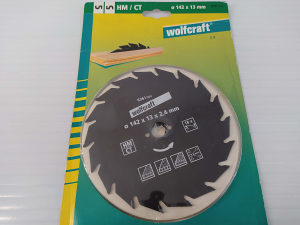 S S HM / CT ø 142 x 13 mm
wolfcraft
wolfcraft
ø 142 x 13 x 2,4 mm
HM
CT